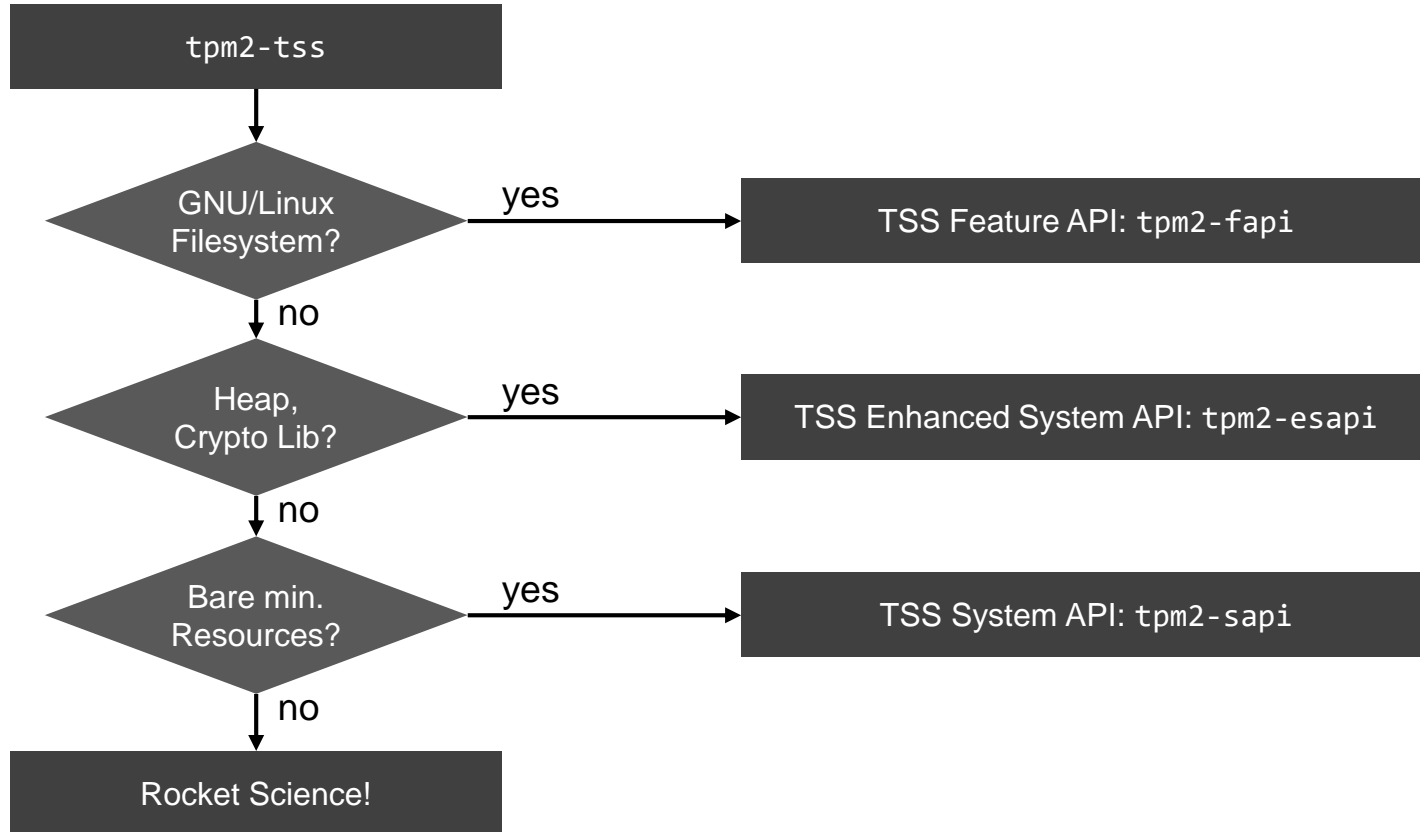 tpm2-tss
GNU/Linux
Filesystem?
yes
TSS Feature API: tpm2-fapi
no
Heap,
Crypto Lib?
yes
TSS Enhanced System API: tpm2-esapi
no
Bare min.
Resources?
yes
TSS System API: tpm2-sapi
no
Rocket Science!